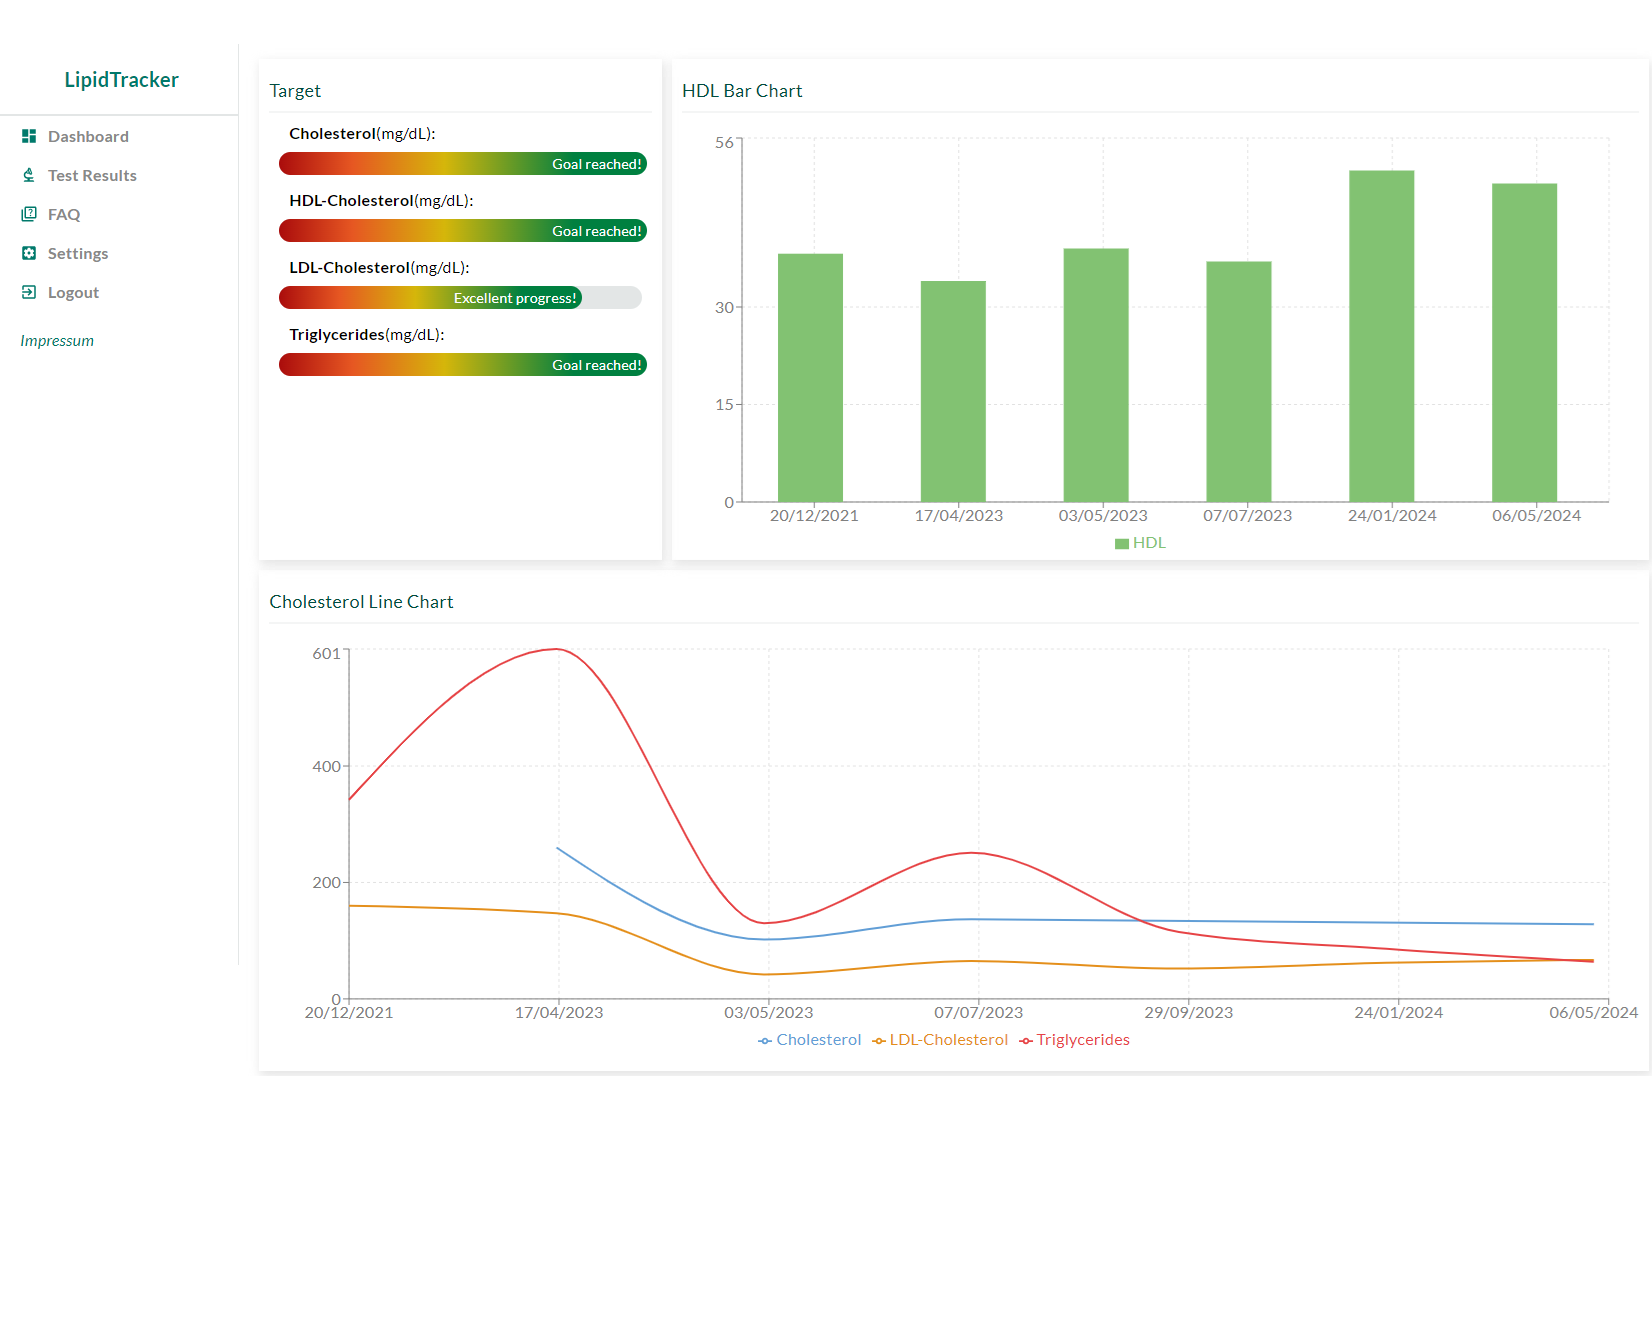 LipidTracker
Dashboard
Test Results
FAQ
Settings
Logout
Impressum
Target
Cholesterol(mg/dL):
Goal reached!
HDL-Cholesterol(mg/dL):
Goal reached!
LDL-Cholesterol(mg/dL):
Excellent progress!
Triglycerides(mg/dL):
Goal reached!
HDL Bar Chart
56
30
15
0
20/12/2021 17/04/2023 03/05/2023 07/07/2023 24/01/2024 06/05/2024
HDL
Cholesterol Line Chart
601
400
200
0
20/12/2021 17/04/2023 03/05/2023 07/07/2023 29/09/2023 24/01/2024 06/05/2024
Cholesterol LDL-Cholesterol Triglycerides